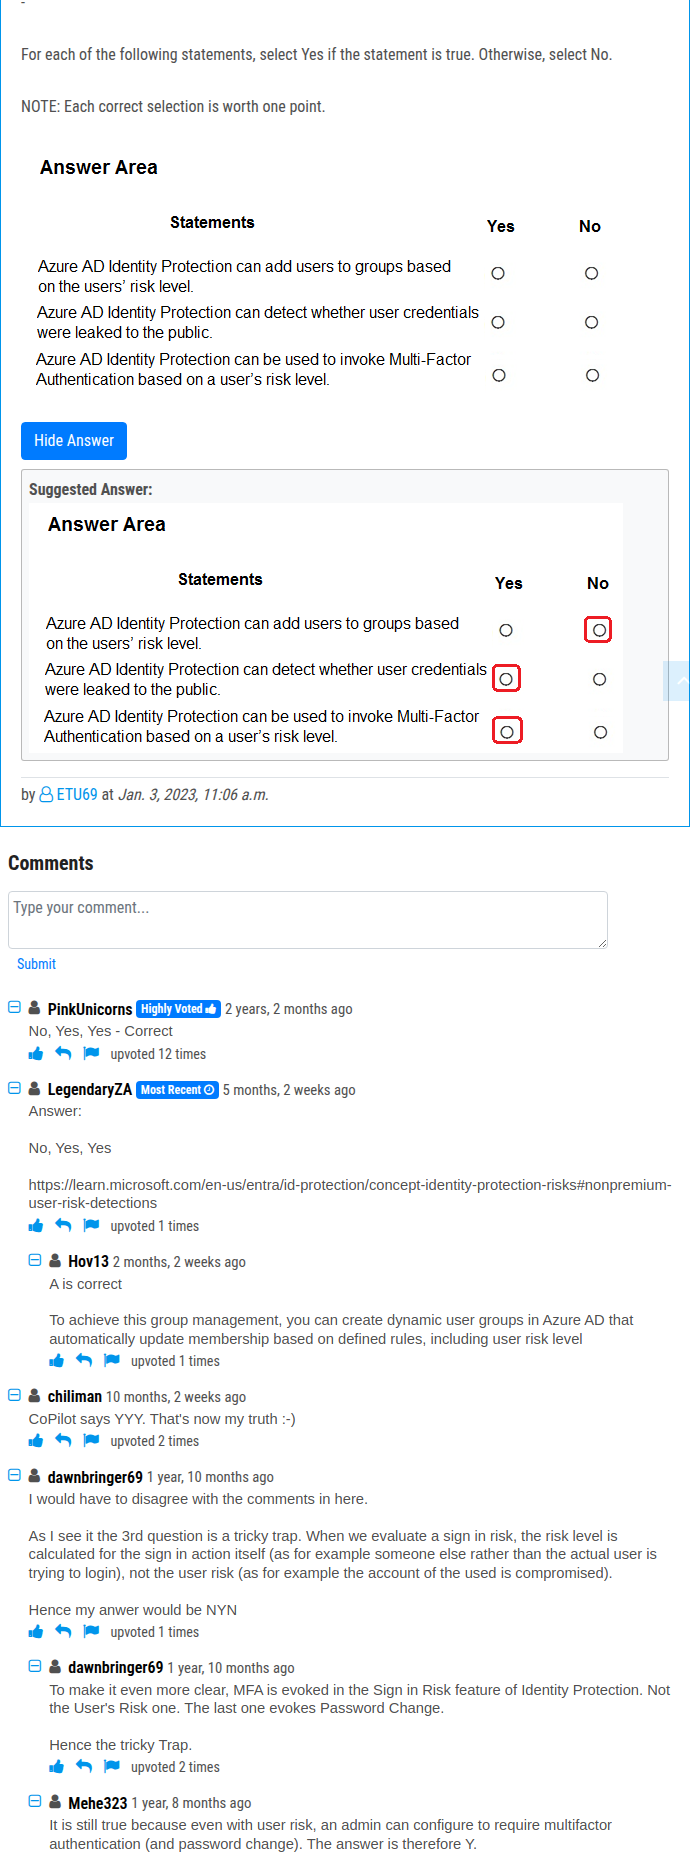 -
For each of the following statements, select Yes if the statement is true. Otherwise, select No.
NOTE: Each correct selection is worth one point.
Answer Area
Statements Yes No
Azure AD Identity Protection can add users to groups based
on the users' risk level.
Azure AD Identity Protection can detect whether user credentials
were leaked to the public.
Azure AD Identity Protection can be used to invoke Multi-Factor
Authentication based on a user's risk level.
Hide Answer
Suggested Answer:
Answer Area
Statements Yes No
Azure AD Identity Protection can add users to groups based
on the users' risk level.
Azure AD Identity Protection can detect whether user credentials
were leaked to the public.
Azure AD Identity Protection can be used to invoke Multi-Factor
Authentication based on a user's risk level.
by ETU69 at Jan. 3, 2023, 11:06 a.m.
Comments
Type your comment...
Submit
PinkUnicorns Highly Voted 2 years, 2 months ago
No, Yes, Yes - Correct
upvoted 12 times
LegendaryZA Most Recent 5 months, 2 weeks ago
Answer:
No, Yes, Yes
https://learn.microsoft.com/en-us/entra/id-protection/concept-identity-protection-risks#nonpremium-
user-risk-detections
upvoted 1 times
Hov13 2 months, 2 weeks ago
A is correct
To achieve this group management, you can create dynamic user groups in Azure AD that
automatically update membership based on defined rules, including user risk level
upvoted 1 times
chiliman 10 months, 2 weeks ago
CoPilot says YYY. That's now my truth :-)
upvoted 2 times
dawnbringer69 1 year, 10 months ago
I would have to disagree with the comments in here.
As I see it the 3rd question is a tricky trap. When we evaluate a sign in risk, the risk level is
calculated for the sign in action itself (as for example someone else rather than the actual user is
trying to login), not the user risk (as for example the account of the used is compromised).
Hence my anwer would be NYN
upvoted 1 times
dawnbringer69 1 year, 10 months ago
To make it even more clear, MFA is evoked in the Sign in Risk feature of Identity Protection. Not
the User's Risk one. The last one evokes Password Change.
Hence the tricky Trap.
upvoted 2 times
Mehe323 1 year, 8 months ago
It is still true because even with user risk, an admin can configure to require multifactor
authentication (and password change). The answer is therefore Y.